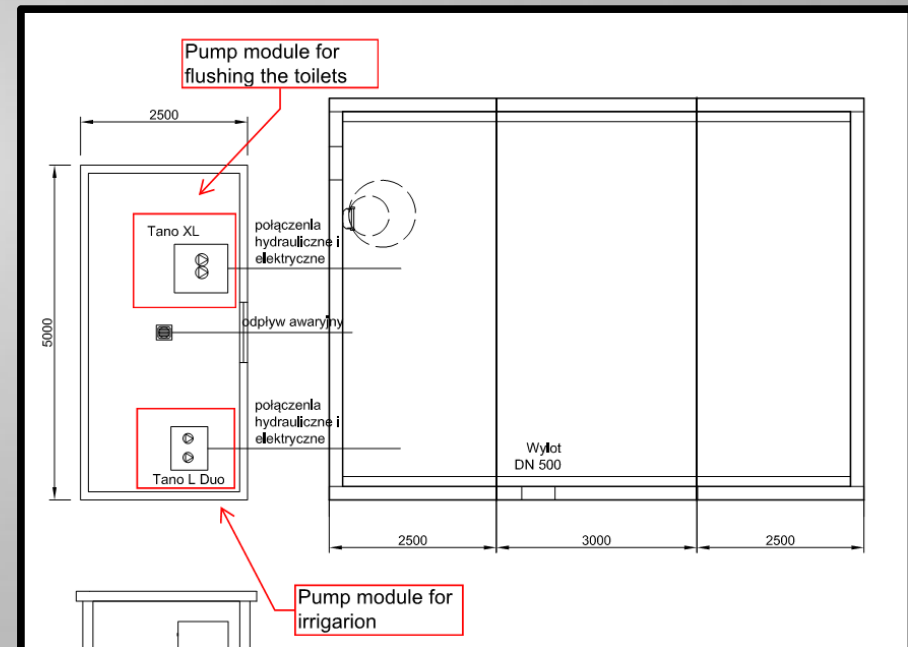 Pump module for
flushing the toilets
2500
5000
Tano XL
połączenia
hydrauliczne i
elektryczne
odpływ awaryjny
połączenia
hydrauliczne i
elektryczne
Tano L Duo
Wylot
DN 500
2500
3000
2500
Pump module for
irrigarion